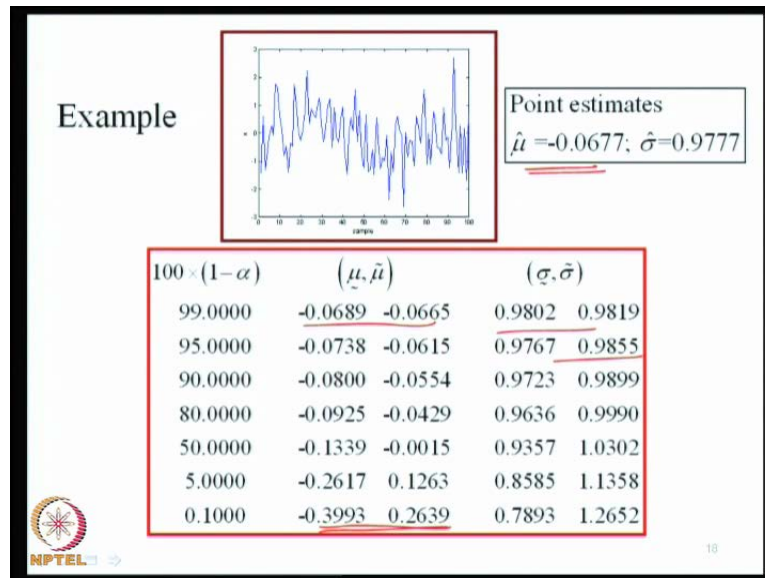 Example
sample
Point estimates
μ̂ =-0.0677; σ̂=0.9777
100×(1-α) (μ̰, μ̃) (σ̰, σ̃)
99.0000 -0.0689 -0.0665 0.9802 0.9819
95.0000 -0.0738 -0.0615 0.9767 0.9855
90.0000 -0.0800 -0.0554 0.9723 0.9899
80.0000 -0.0925 -0.0429 0.9636 0.9990
50.0000 -0.1339 -0.0015 0.9357 1.0302
5.0000 -0.2617 0.1263 0.8585 1.1358
0.1000 -0.3993 0.2639 0.7893 1.2652
NPTEL
18